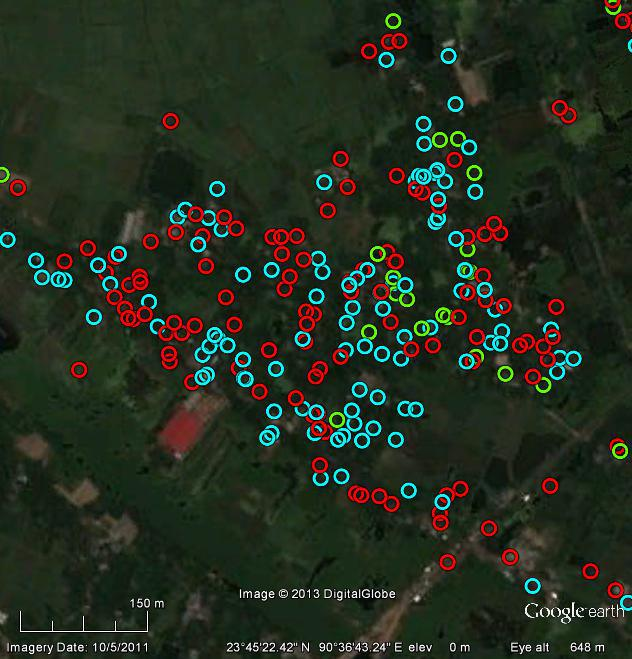 Image © 2013 DigitalGlobe
150 m
Google earth
Imagery Date: 10/5/2011 23°45'22.42" N 90°36'43.24" E elev 0 m Eye alt 648 m